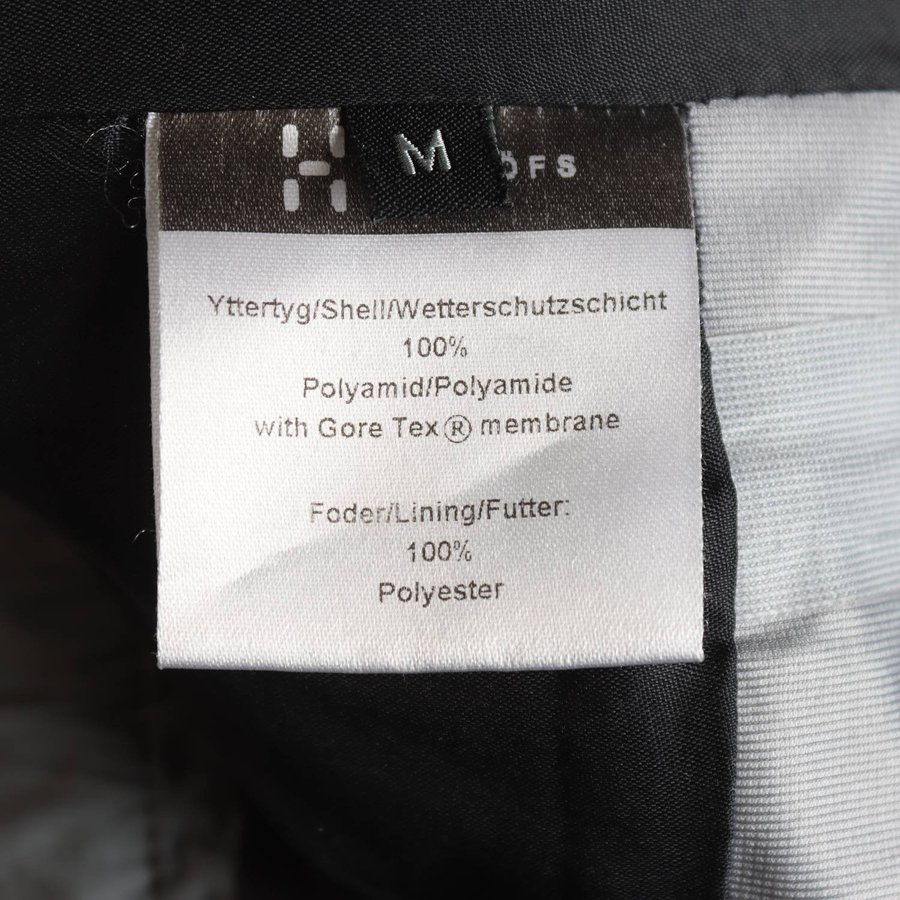 M
ÖFS
Yttertyg/Shell/Wetterschutzschicht
100%
Polyamid/Polyamide
with Gore Tex® membrane
Foder/Lining/Futter:
100%
Polyester